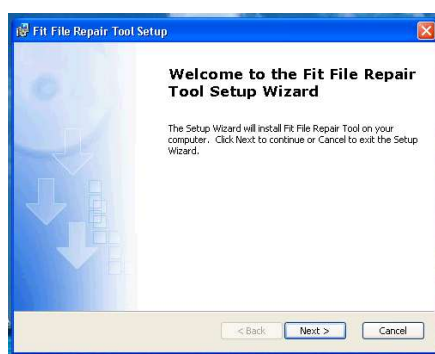 Fit File Repair Tool Setup
Welcome to the Fit File Repair
Tool Setup Wizard
The Setup Wizard will install Fit File Repair Tool on your
computer. Click Next to continue or Cancel to exit the Setup
Wizard.
< Back Next > Cancel